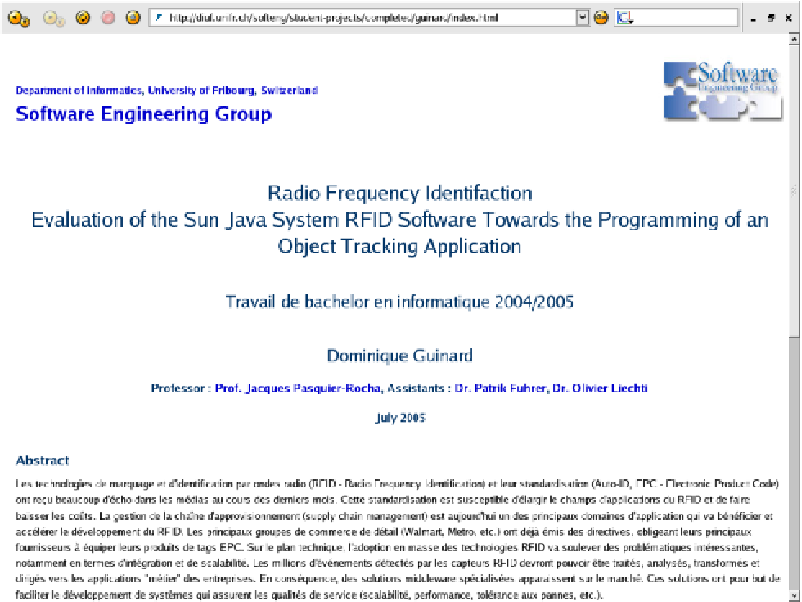 http://diuf.unifr.ch/softeng/student-projects/completed/guinard/index.html
Software
Engineering Group
Department of Informatics, University of Fribourg, Switzerland
Software Engineering Group
Radio Frequency Identifaction
Evaluation of the Sun Java System RFID Software Towards the Programming of an
Object Tracking Application
Travail de bachelor en informatique 2004/2005
Dominique Guinard
Professor : Prof. Jacques Pasquier-Rocha, Assistants : Dr. Patrik Fuhrer, Dr. Olivier Liechti
July 2005
Abstract
Les technologies de marquage et d'identification par ondes radio (RFID - Radio Frequency Identification) et leur standardisation (Auto-ID, EPC - Electronic Product Code)
ont reçu beaucoup d'écho dans les médias au cours des derniers mois. Cette standardisation est susceptible d'élargir le champs d'applications du RFID et de faire
baisser les coûts. La gestion de la chaîne d'approvisionnement (supply chain management) est aujourd'hui un des principaux domaines d'application qui va bénéficier et
accélérer le développement du RFID. Les principaux groupes de commerce de détail (Walmart, Metro, etc.) ont déjà émis des directives, obligeant leurs principaux
fournisseurs à équiper leurs produits de tags EPC. Sur le plan technique, l'adoption en masse des technologies RFID va soulever des problématiques intéressantes,
notamment en termes d'intégration et de scalabilité. Les millions d'évènements détectés par les capteurs RFID devront pouvoir être traités, analysés, transformés et
dirigés vers les applications "métier" des entreprises. En conséquence, des solutions middleware spécialisées apparaissent sur le marché. Ces solutions ont pour but de
faciliter le développement de systèmes qui assurent les qualités de service (scalabilité, performance, tolérance aux pannes, etc.).